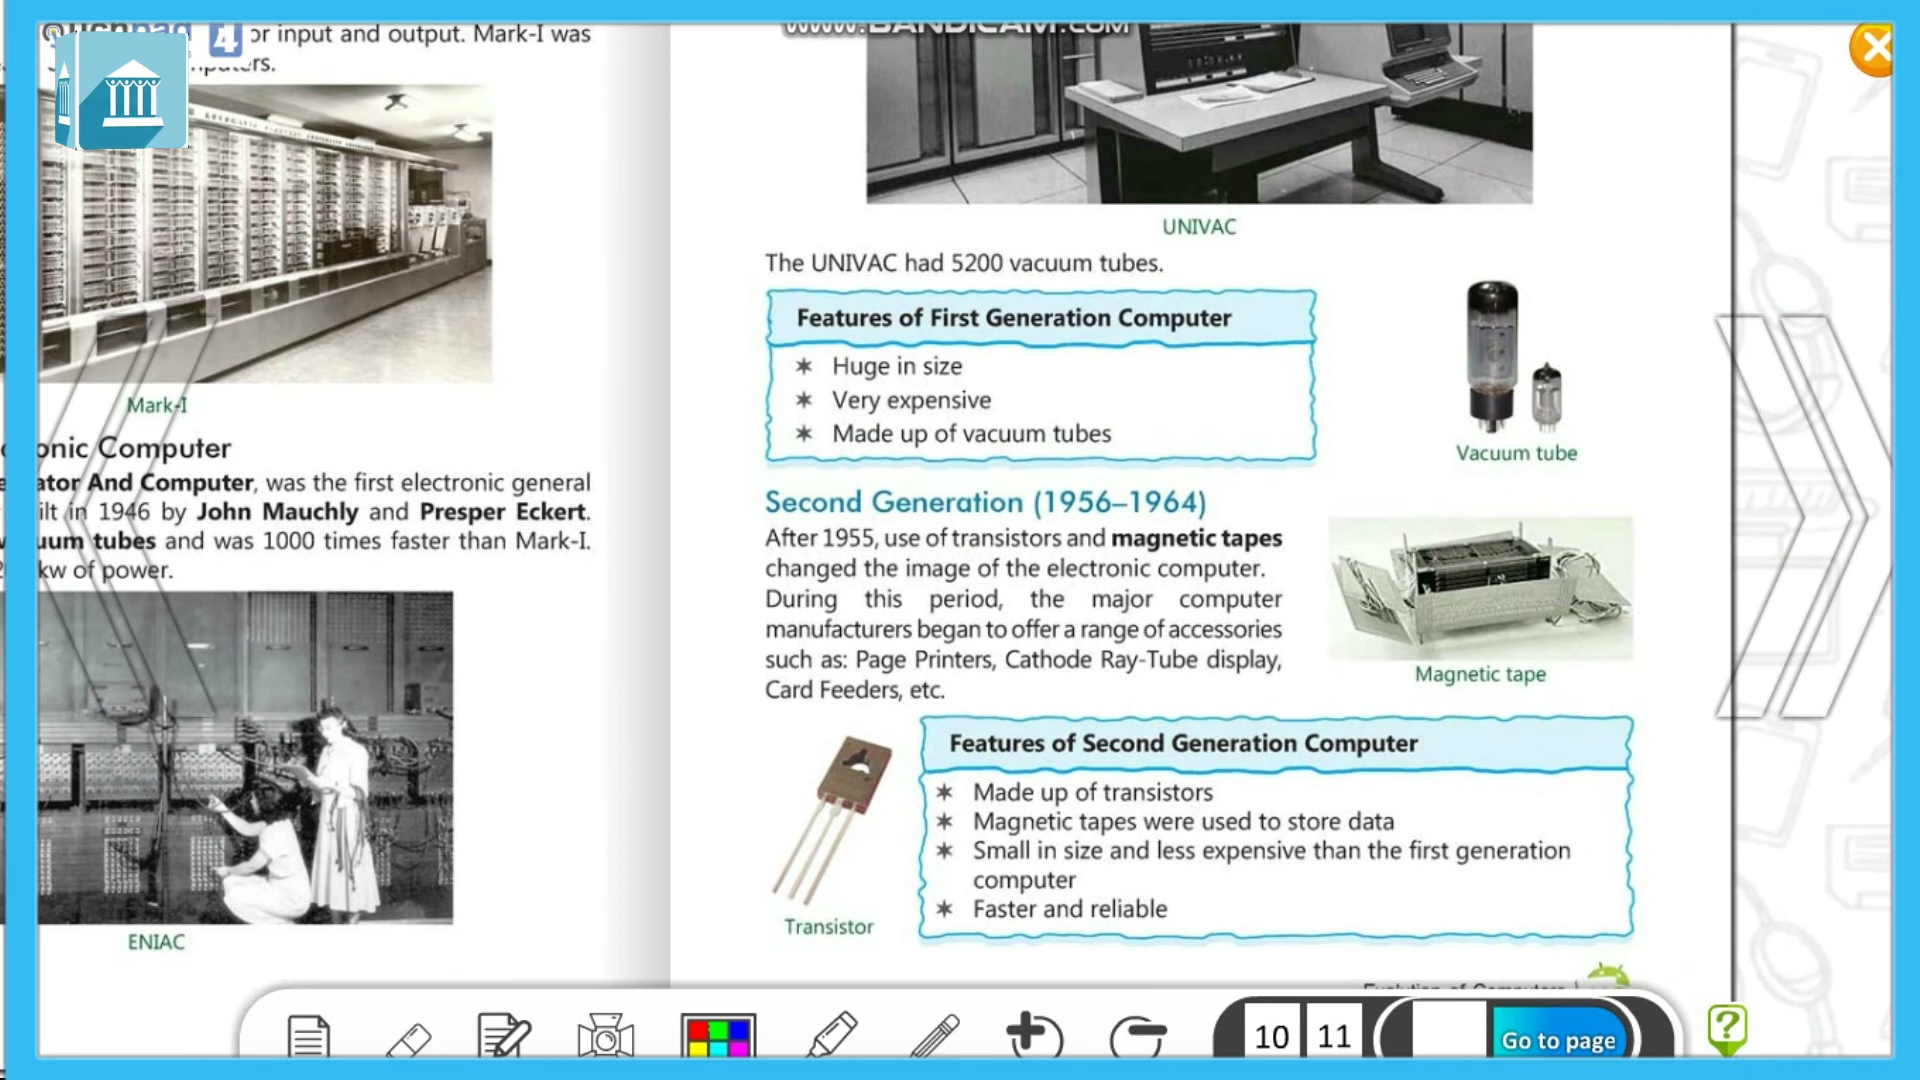 4
or input and output. Mark-I was
Mark-I
onic Computer
ator And Computer, was the first electronic general
ilt in 1946 by John Mauchly and Presper Eckert.
uum tubes and was 1000 times faster than Mark-I.
kw of power.
ENIAC
www.BANDICAM.COM
UNIVAC
The UNIVAC had 5200 vacuum tubes.
Features of First Generation Computer
✶ Huge in size
✶ Very expensive
✶ Made up of vacuum tubes
Vacuum tube
Second Generation (1956–1964)
After 1955, use of transistors and magnetic tapes
changed the image of the electronic computer.
During this period, the major computer
manufacturers began to offer a range of accessories
such as: Page Printers, Cathode Ray-Tube display,
Card Feeders, etc.
Magnetic tape
Transistor
Features of Second Generation Computer
✶ Made up of transistors
✶ Magnetic tapes were used to store data
✶ Small in size and less expensive than the first generation
computer
✶ Faster and reliable
Evolution of Computers
10 11 Go to page
?